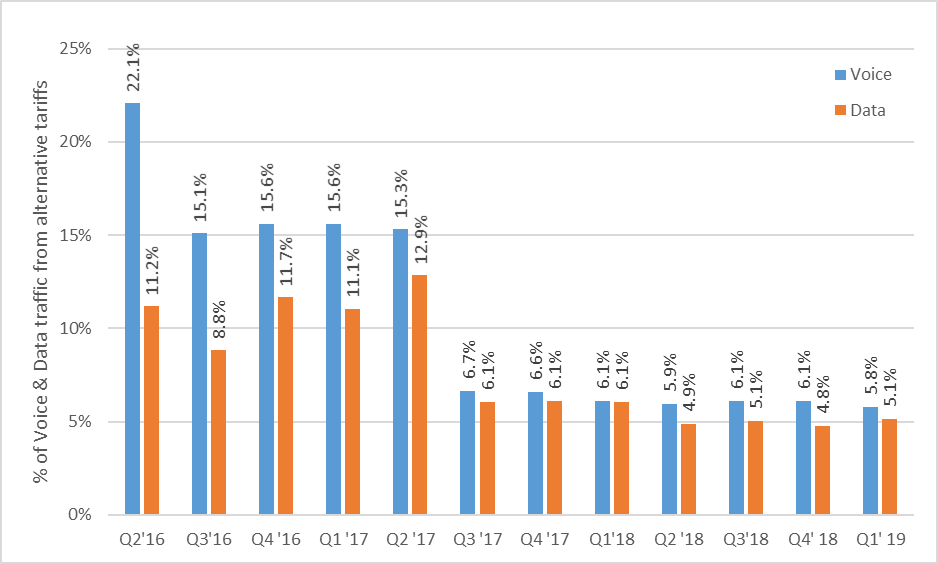 % of Voice & Data traffic from alternative tariffs
25%
20%
15%
10%
5%
0%
Voice
Data
22.1%
11.2%
15.1%
8.8%
15.6%
11.7%
15.6%
11.1%
15.3%
12.9%
6.7%
6.1%
6.6%
6.1%
6.1%
6.1%
5.9%
4.9%
6.1%
5.1%
6.1%
4.8%
5.8%
5.1%
Q2'16
Q3'16
Q4 '16
Q1 '17
Q2 '17
Q3 '17
Q4 '17
Q1'18
Q2 '18
Q3'18
Q4' 18
Q1' 19